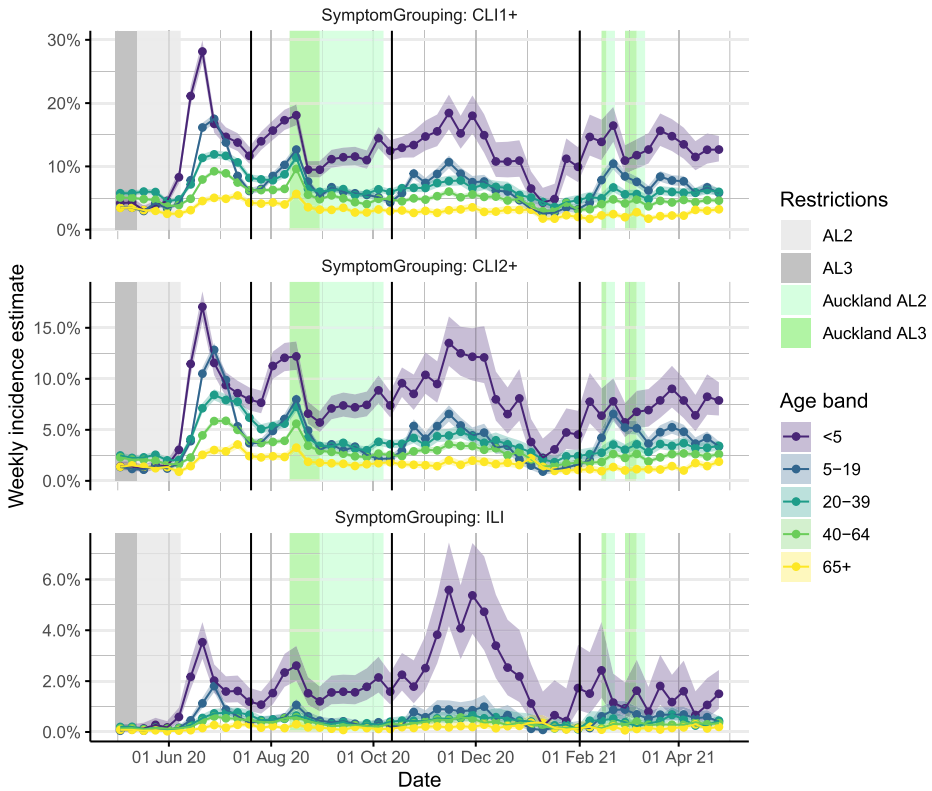 SymptomGrouping: CLI1+
30%
20%
10%
0%
SymptomGrouping: CLI2+
15.0%
10.0%
5.0%
0.0%
SymptomGrouping: ILI
6.0%
4.0%
2.0%
0.0%
01 Jun 20 01 Aug 20 01 Oct 20 01 Dec 20 01 Feb 21 01 Apr 21
Date
Weekly incidence estimate
Restrictions
AL2
AL3
Auckland AL2
Auckland AL3
Age band
<5
5−19
20−39
40−64
65+